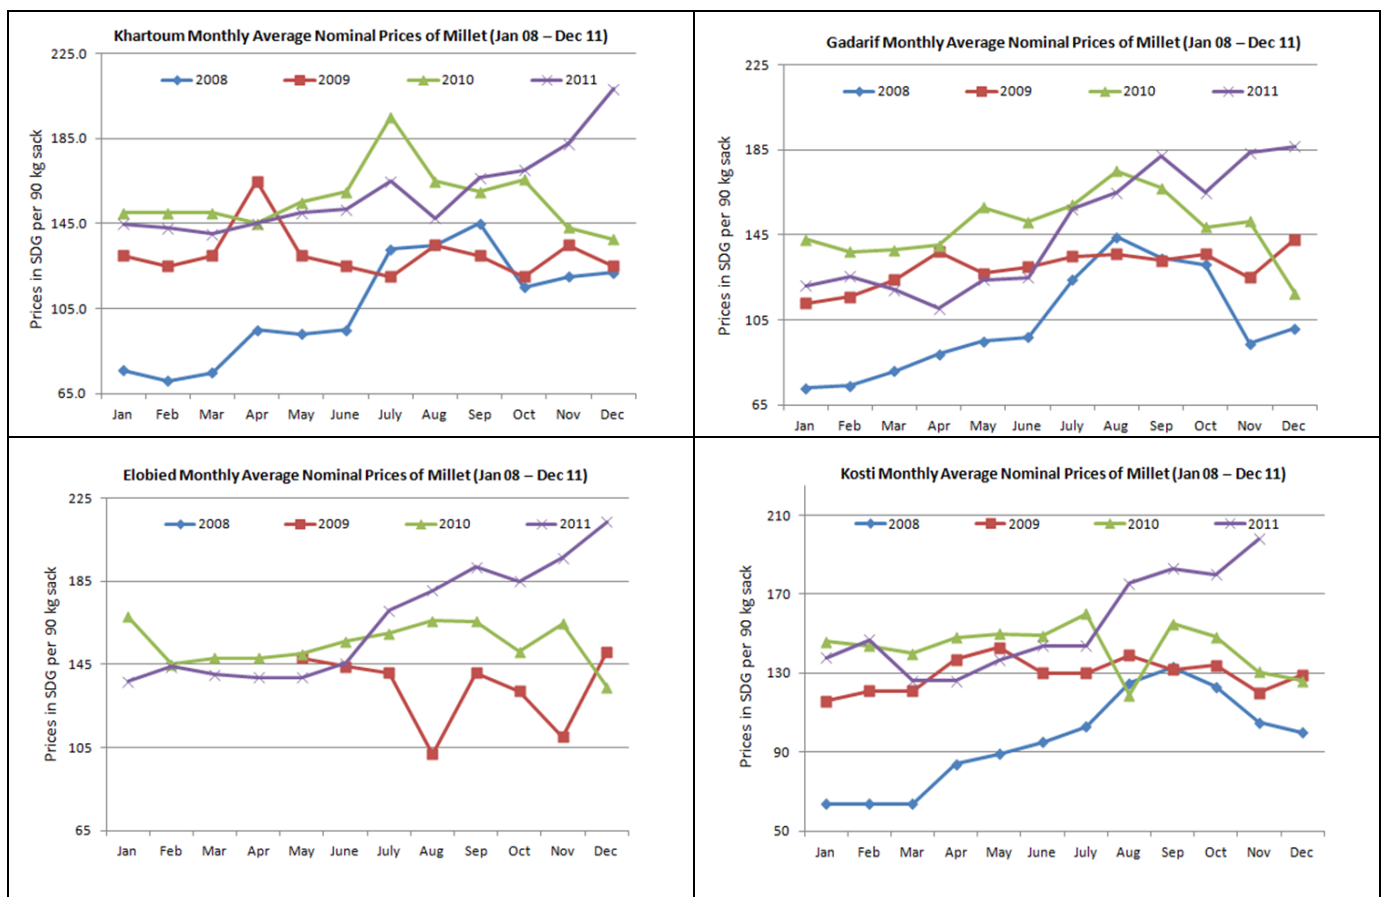 Khartoum Monthly Average Nominal Prices of Millet (Jan 08 – Dec 11)
225.0
2008 2009 2010 2011
185.0
145.0
105.0
65.0
Prices in SDG per 90 kg sack
Jan Feb Mar Apr May June July Aug Sep Oct Nov Dec
Gadarif Monthly Average Nominal Prices of Millet (Jan 08 – Dec 11)
225
2008 2009 2010 2011
185
145
105
65
Prices in SDG per 90 kg sack
Jan Feb Mar Apr May June July Aug Sep Oct Nov Dec
Elobied Monthly Average Nominal Prices of Millet (Jan 08 – Dec 11)
225
2008 2009 2010 2011
185
145
105
65
Prices in SDG per 90 kg sack
Jan Feb Mar Apr May June July Aug Sep Oct Nov Dec
Kosti Monthly Average Nominal Prices of Millet (Jan 08 – Dec 11)
210
2008 2009 2010 2011
170
130
90
50
Prices in SDG per 90 kg sack
Jan Feb Mar Apr May Jun July Aug Sep Oct Nov Dec